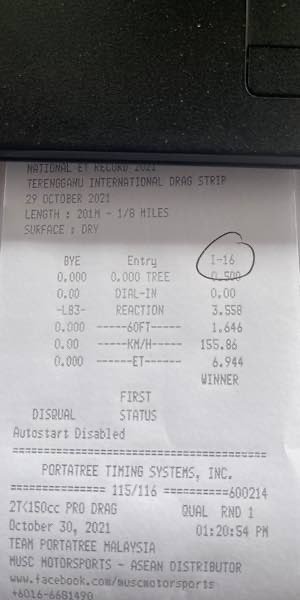 NATIONAL ET RECORD 2021
TERENGGANU INTERNATIONAL DRAG STRIP
29 OCTOBER 2021
LENGTH : 201M - 1/8 MILES
SURFACE : DRY
BYE Entry I-16
0.000 0.000 TREE 0.500
0.00 DIAL-IN 0.00
-L83- REACTION 3.558
0.000 ------60FT------ 1.646
0.00 -----KM/H----- 155.86
0.000 -------ET------ 6.944
WINNER
FIRST
DISQUAL STATUS
Autostart Disabled
======================================
PORTATREE TIMING SYSTEMS, INC.
============== 115/116 ==========600214
2T<150cc PRO DRAG QUAL RND 1
October 30, 2021 01:20:54 PM
TEAM PORTATREE MALAYSIA
MUSC MOTORSPORTS - ASEAN DISTRIBUTOR
www.facebook.com/muscmotorsports
+6016-6681490